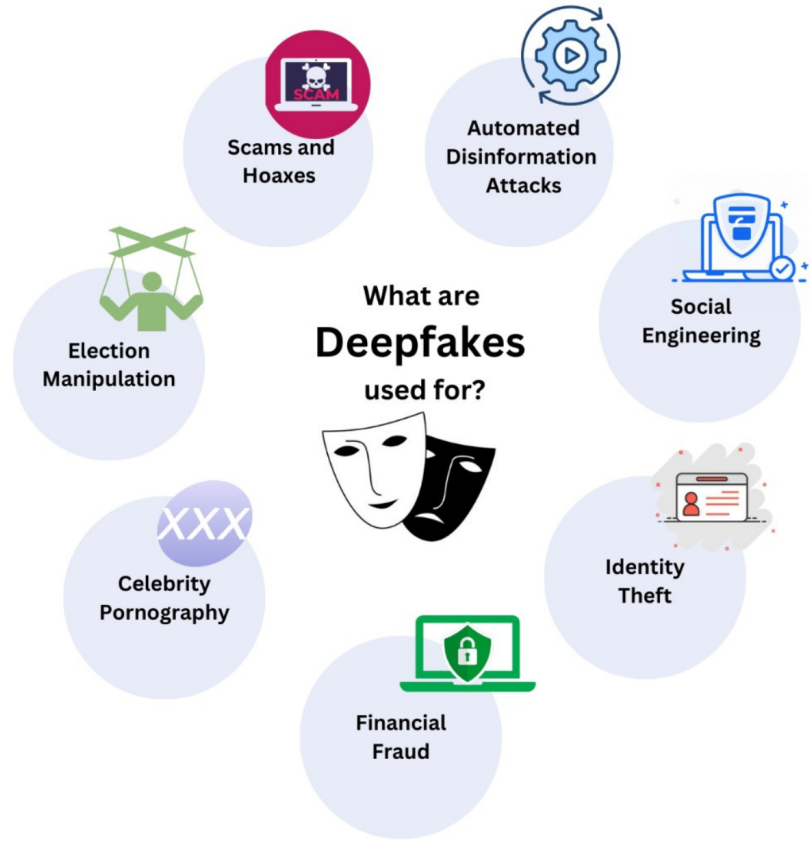 What are
Deepfakes
used for?
SCAM
Scams and
Hoaxes
Automated
Disinformation
Attacks
Social
Engineering
Identity
Theft
Financial
Fraud
XXX
Celebrity
Pornography
Election
Manipulation